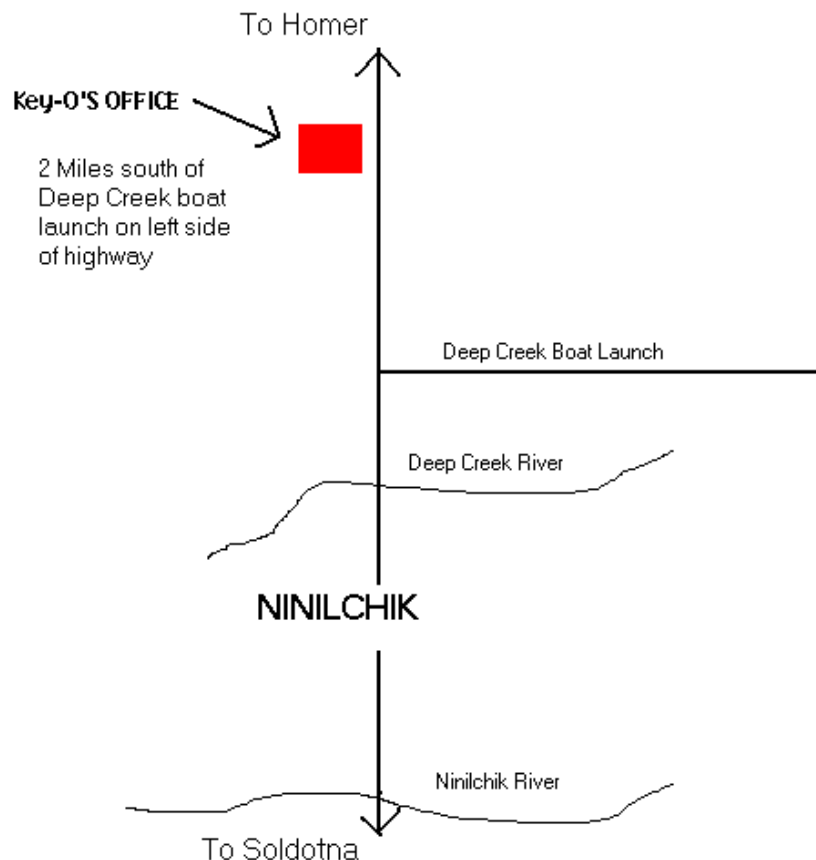 To Homer
Key-O'S OFFICE
2 Miles south of
Deep Creek boat
launch on left side
of highway
Deep Creek Boat Launch
Deep Creek River
NINILCHIK
Ninilchik River
To Soldotna